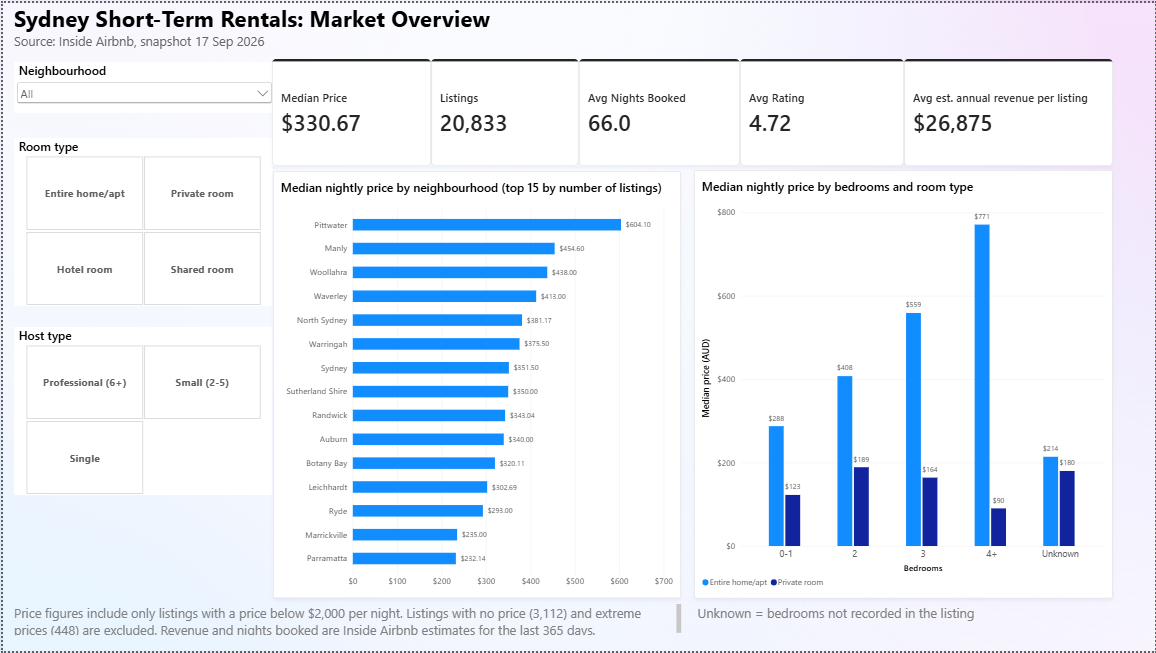 Sydney Short-Term Rentals: Market Overview
Source: Inside Airbnb, snapshot 17 Sep 2026
Neighbourhood
All
Room type
Entire home/apt
Private room
Hotel room
Shared room
Host type
Professional (6+)
Small (2-5)
Single
Median Price
$330.67
Listings
20,833
Avg Nights Booked
66.0
Avg Rating
4.72
Avg est. annual revenue per listing
$26,875
Median nightly price by neighbourhood (top 15 by number of listings)
Pittwater $604.10
Manly $454.60
Woollahra $438.00
Waverley $413.00
North Sydney $381.17
Warringah $375.50
Sydney $351.50
Sutherland Shire $350.00
Randwick $343.04
Auburn $340.00
Botany Bay $320.11
Leichhardt $302.69
Ryde $293.00
Marrickville $235.00
Parramatta $232.14
$0 $100 $200 $300 $400 $500 $600 $700
Median nightly price by bedrooms and room type
Median price (AUD)
$800
$600
$400
$200
$0
$288 $123
$408 $189
$559 $164
$771 $90
$214 $180
0-1 2 3 4+ Unknown
Bedrooms
Entire home/apt Private room
Price figures include only listings with a price below $2,000 per night. Listings with no price (3,112) and extreme
prices (448) are excluded. Revenue and nights booked are Inside Airbnb estimates for the last 365 days.
Unknown = bedrooms not recorded in the listing